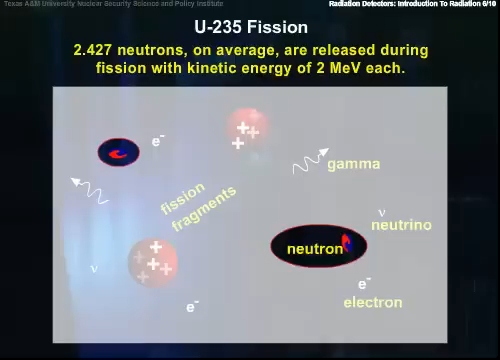 Texas A&M University Nuclear Security Science and Policy Institute
Radiation Detectors: Introduction To Radiation 6/10
U-235 Fission
2.427 neutrons, on average, are released during
fission with kinetic energy of 2 MeV each.
e-
gamma
fission
fragments
ν
neutrino
neutron
ν
e-
electron
e-